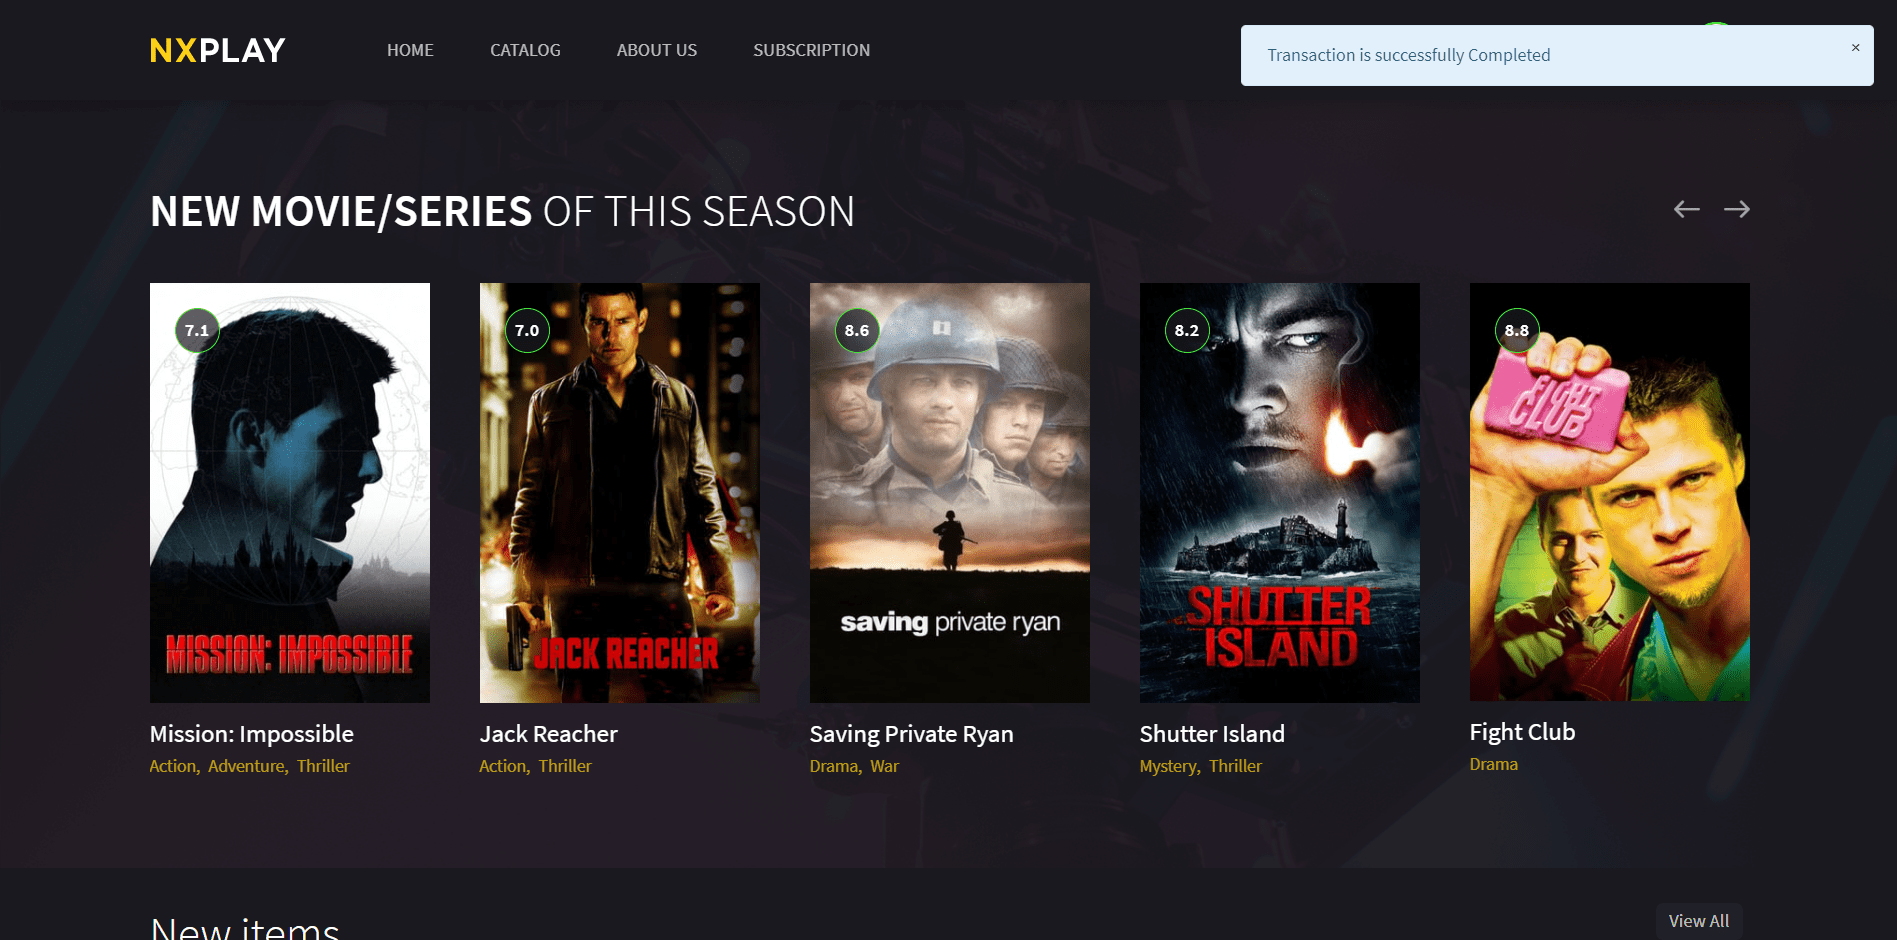 NXPLAY
HOME
CATALOG
ABOUT US
SUBSCRIPTION
Transaction is successfully Completed
×
NEW MOVIE/SERIES OF THIS SEASON
7.1
7.0
8.6
8.2
8.8
FIGHT
CLUB
MISSION: IMPOSSIBLE
JACK REACHER
saving private ryan
SHUTTER
ISLAND
Mission: Impossible
Action, Adventure, Thriller
Jack Reacher
Action, Thriller
Saving Private Ryan
Drama, War
Shutter Island
Mystery, Thriller
Fight Club
Drama
New items
View All